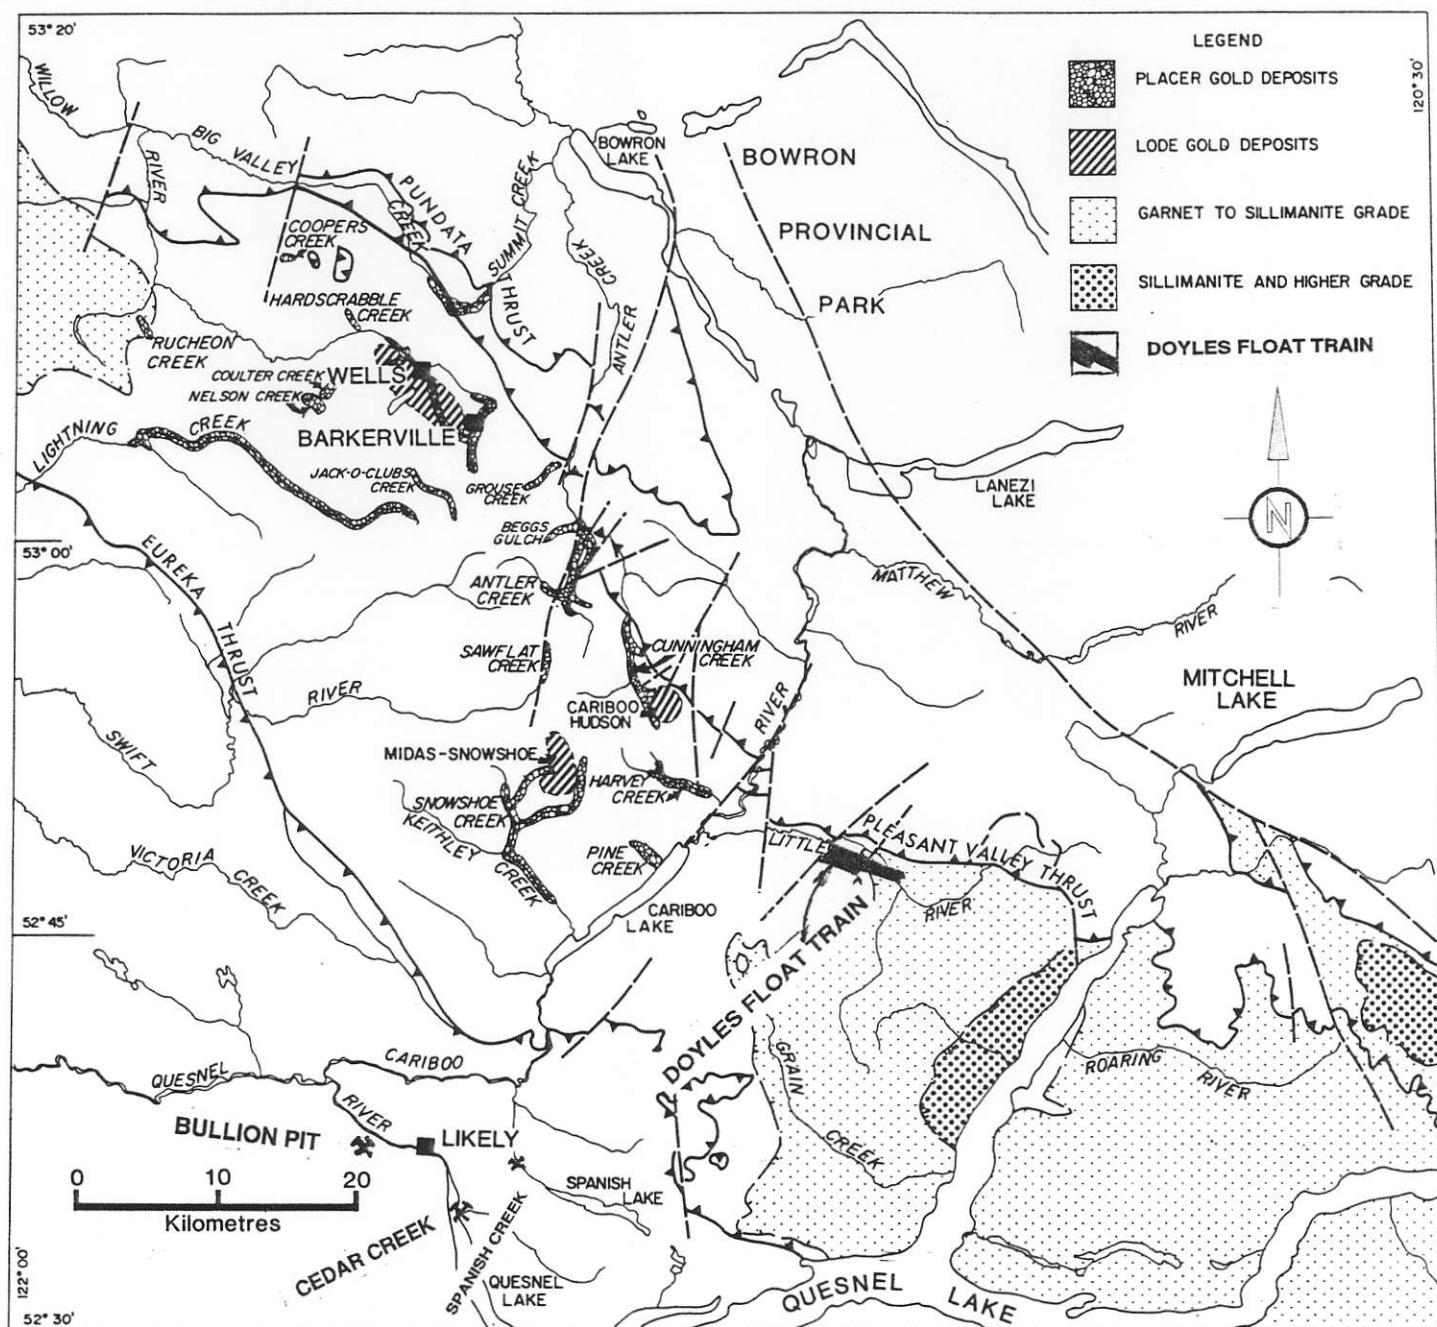 53° 20'
LEGEND
PLACER GOLD DEPOSITS
LODE GOLD DEPOSITS
GARNET TO SILLIMANITE GRADE
SILLIMANITE AND HIGHER GRADE
DOYLES FLOAT TRAIN
120° 30'
WILLOW
RIVER
BIG VALLEY
CREEK
PUNDATA
THRUST
SUMMIT CREEK
BOWRON
LAKE
BOWRON
PROVINCIAL
PARK
CREEK
ANTLER
COOPERS
CREEK
HARDSCRABBLE
CREEK
RUCHEON
CREEK
COULTER CREEK
WELLS
NELSON CREEK
BARKERVILLE
LIGHTNING
CREEK
JACK-O-CLUBS
CREEK
GROUSE
CREEK
LANEZI
LAKE
N
53° 00'
BEGGS
GULCH
EUREKA
THRUST
ANTLER
CREEK
MATTHEW
RIVER
SAWFLAT
CREEK
CUNNINGHAM
CREEK
MITCHELL
LAKE
RIVER
SWIFT
CARIBOO
HUDSON
RIVER
MIDAS-SNOWSHOE
HARVEY
CREEK
SNOWSHOE
CREEK
KEITHLEY
CREEK
PINE
CREEK
LITTLE
RIVER
PLEASANT VALLEY THRUST
VICTORIA
CREEK
CARIBOO
LAKE
52° 45'
DOYLES FLOAT TRAIN
GRAIN
CREEK
ROARING
RIVER
QUESNEL
RIVER
CARIBOO
BULLION PIT
LIKELY
SPANISH
LAKE
0 10 20
Kilometres
CEDAR CREEK
SPANISH CREEK
QUESNEL
LAKE
QUESNEL LAKE
122° 00'
52° 30'